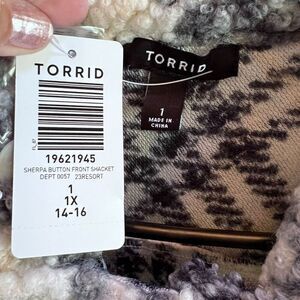 TORRID
19621945
SHERPA BUTTON FRONT SHACKET
DEPT 0057 23RESORT
1
1X
14-16
TORRID
1
MADE IN
CHINA